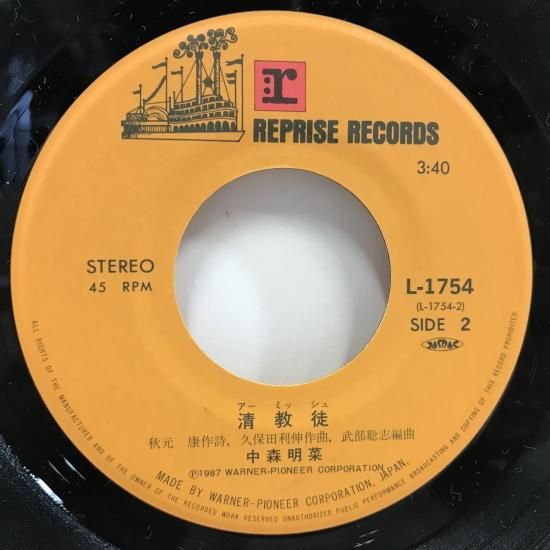 r
REPRISE RECORDS
3:40
STEREO
45 RPM
L-1754
(L-1754-2)
SIDE 2
JASRAC
アーミッシュ
清教徒
秋元 康作詩, 久保田利伸作曲, 武部聡志編曲
中森明菜
Ⓟ1987 WARNER-PIONEER CORPORATION
MADE BY WARNER-PIONEER CORPORATION, JAPAN.
ALL RIGHTS OF THE MANUFACTURER AND OF THE OWNER OF THE RECORDED WORK RESERVED UNAUTHORIZED PUBLIC PERFORMANCE BROADCASTING AND COPYING OF THIS RECORD PROHIBITED